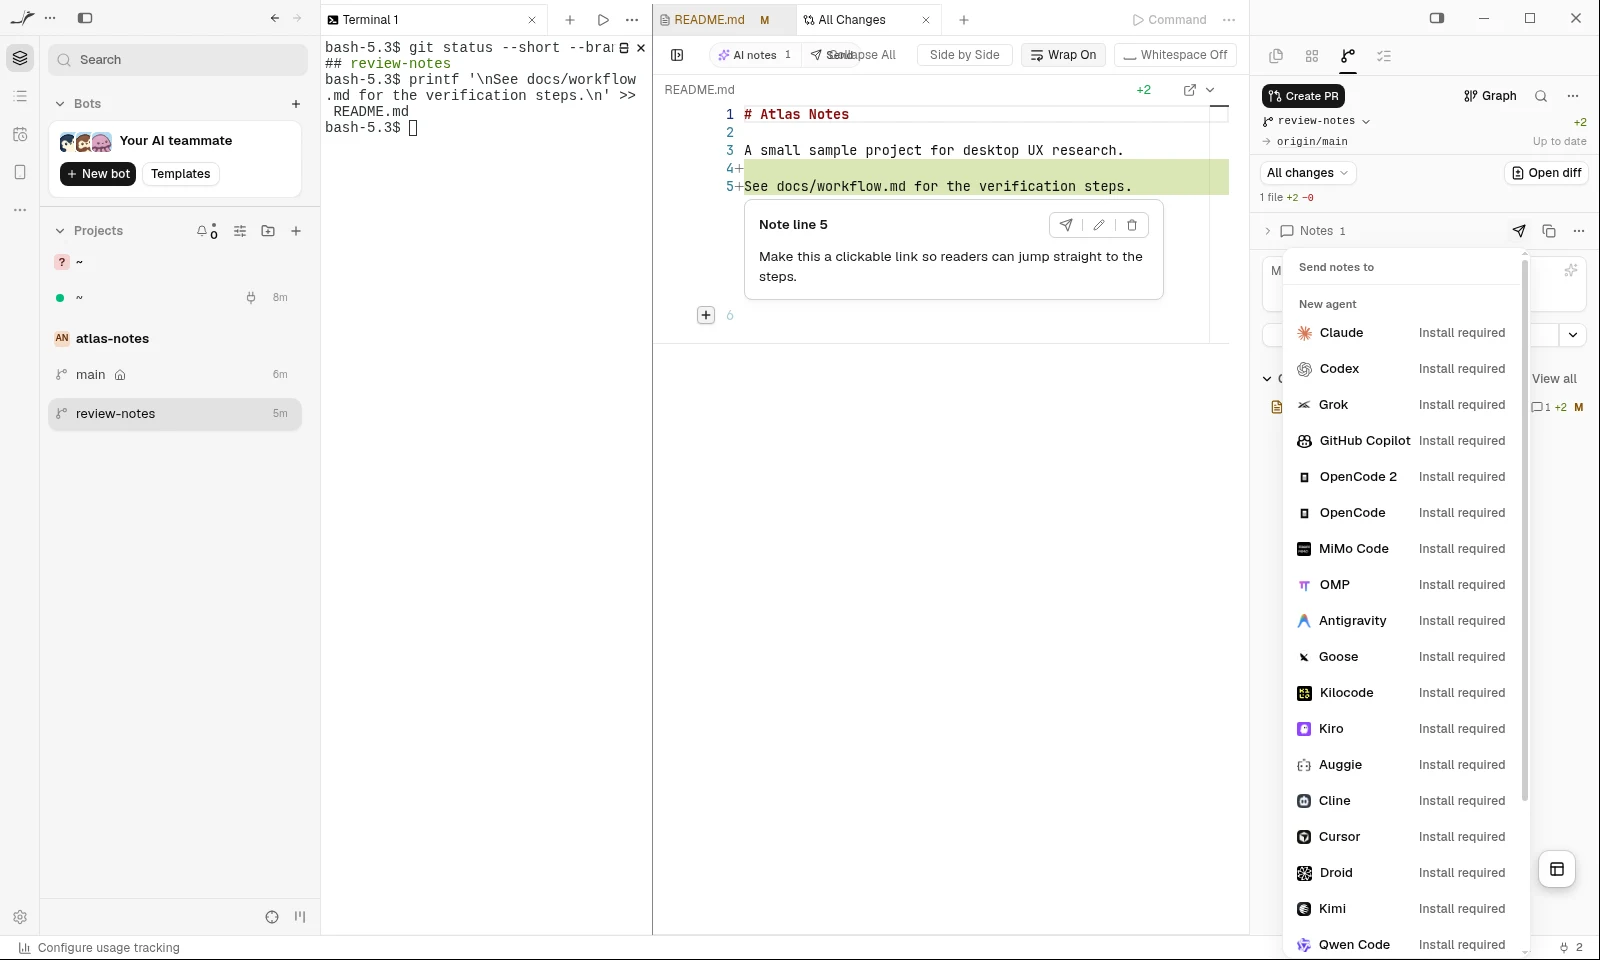 Search
Bots
Your AI teammate
New bot
Templates
Projects
0
? ~
~ 8m
AN atlas-notes
main 6m
review-notes 5m
Configure usage tracking
Terminal 1
bash-5.3$ git status --short --bra
## review-notes
bash-5.3$ printf '\nSee docs/workflow
.md for the verification steps.\n' >>
README.md
bash-5.3$
README.md M
All Changes
Command
AI notes 1
Collapse All
Side by Side
Wrap On
Whitespace Off
README.md +2
1 # Atlas Notes
2
3 A small sample project for desktop UX research.
4+
5+ See docs/workflow.md for the verification steps.
Note line 5
Make this a clickable link so readers can jump straight to the
steps.
6
Create PR
Graph
review-notes +2
origin/main Up to date
All changes
Open diff
1 file +2 −0
Notes 1
M
Send notes to
New agent
Claude Install required
Codex Install required
Grok Install required
GitHub Copilot Install required
OpenCode 2 Install required
OpenCode Install required
MiMo Code Install required
OMP Install required
Antigravity Install required
Goose Install required
Kilocode Install required
Kiro Install required
Auggie Install required
Cline Install required
Cursor Install required
Droid Install required
Kimi Install required
Qwen Code Install required
View all
1 +2 M
2